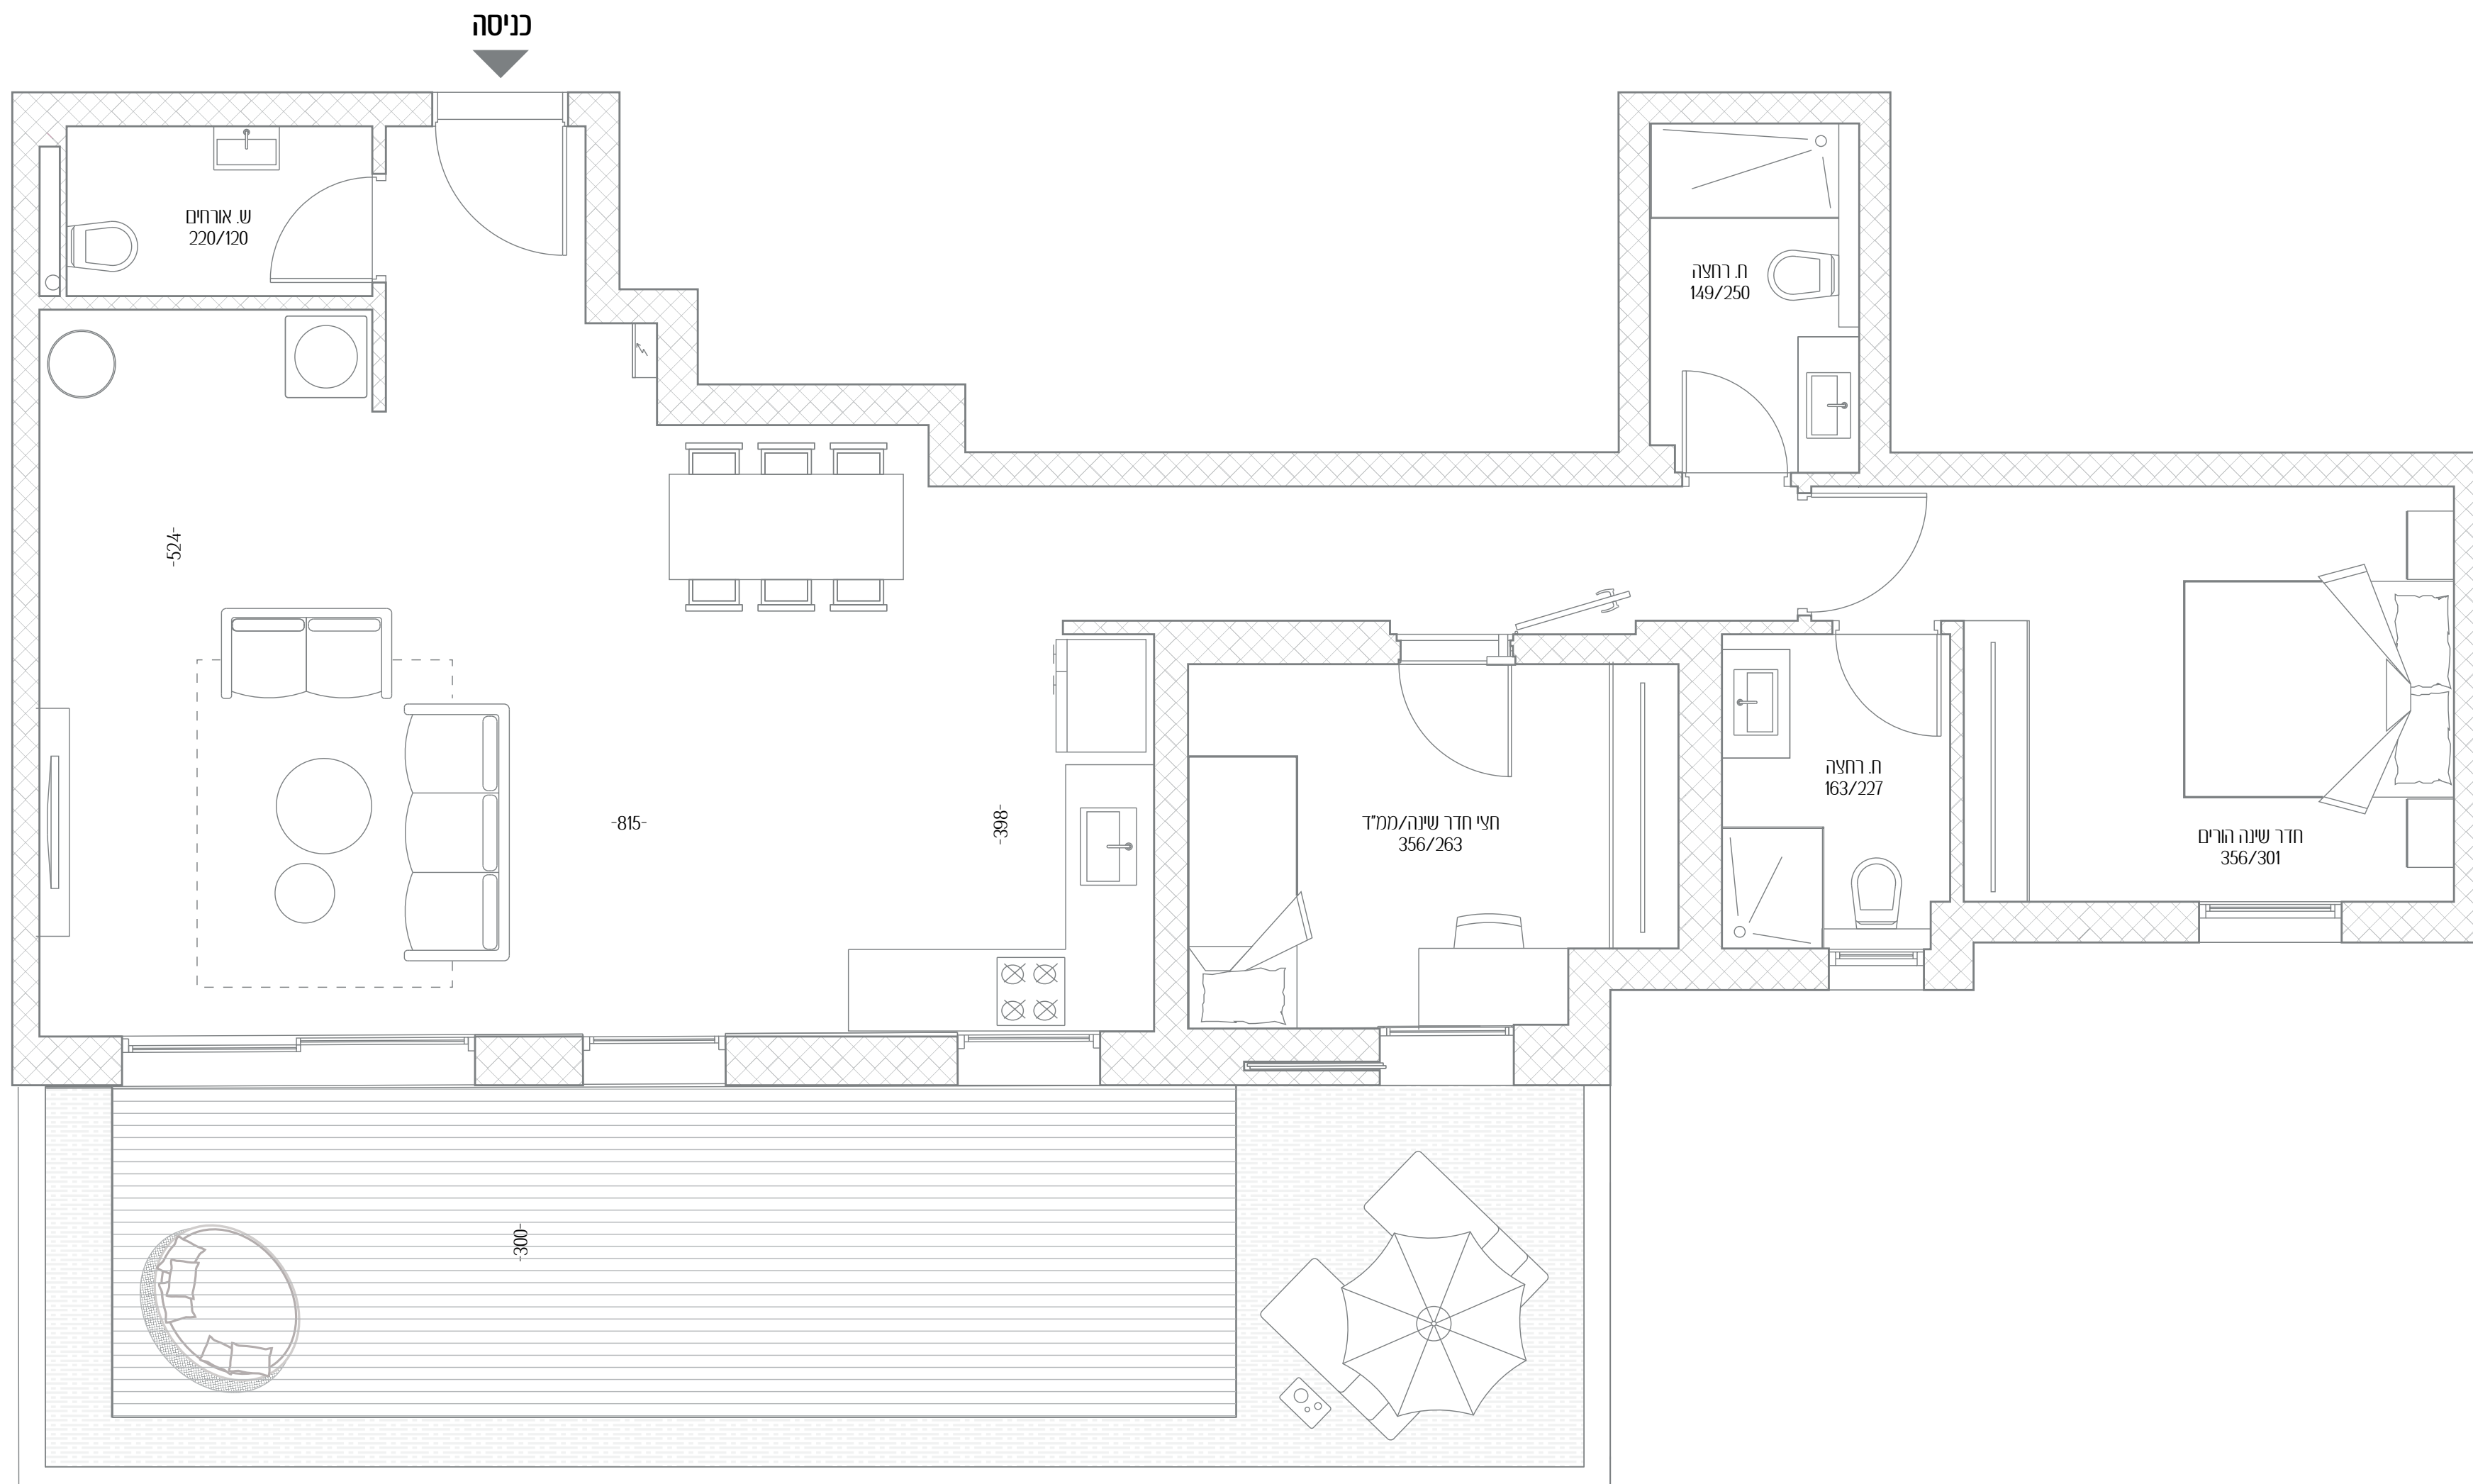 כניסה
ש. אורחים
220/120
ח. רחצה
149/250
-524-
-815-
-398-
חצי חדר שינה/ממ"ד
356/263
ח. רחצה
163/227
חדר שינה הורים
356/301
-300-